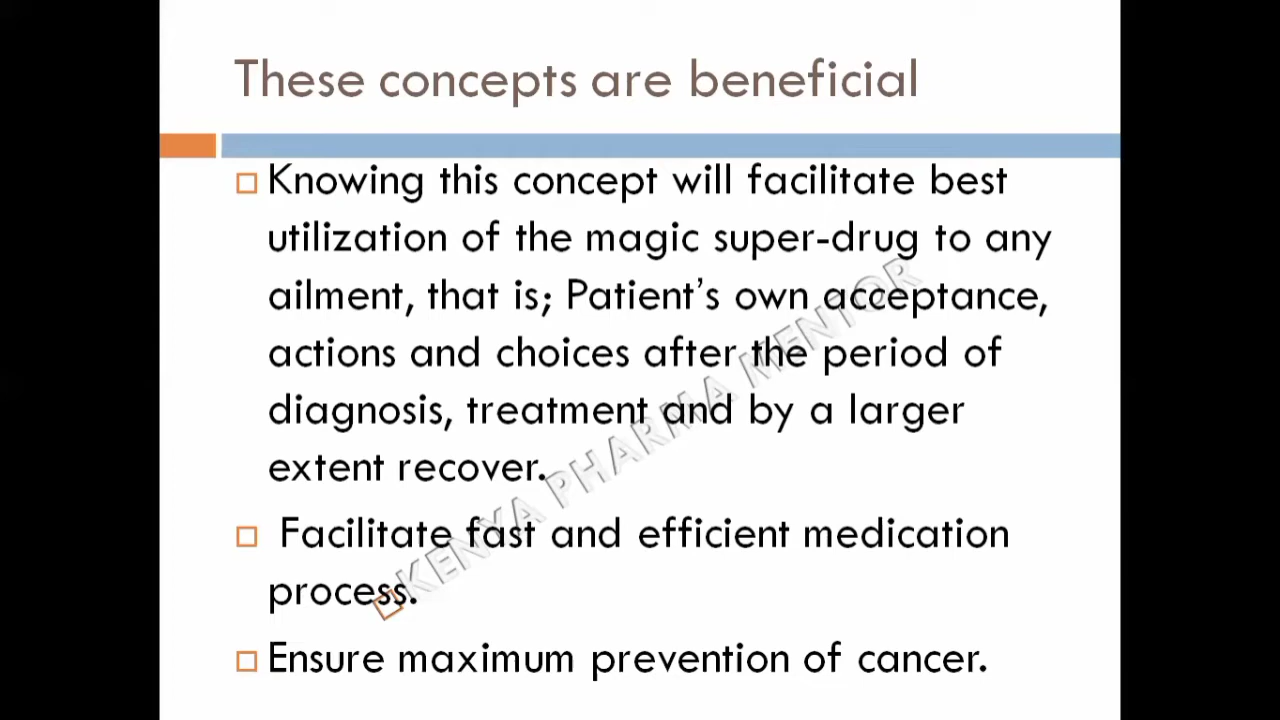 These concepts are beneficial
Knowing this concept will facilitate best
utilization of the magic super-drug to any
ailment, that is; Patient's own acceptance,
actions and choices after the period of
diagnosis, treatment and by a larger
extent recover.
Facilitate fast and efficient medication
process.
Ensure maximum prevention of cancer.
KENYA PHARMA MENTOR